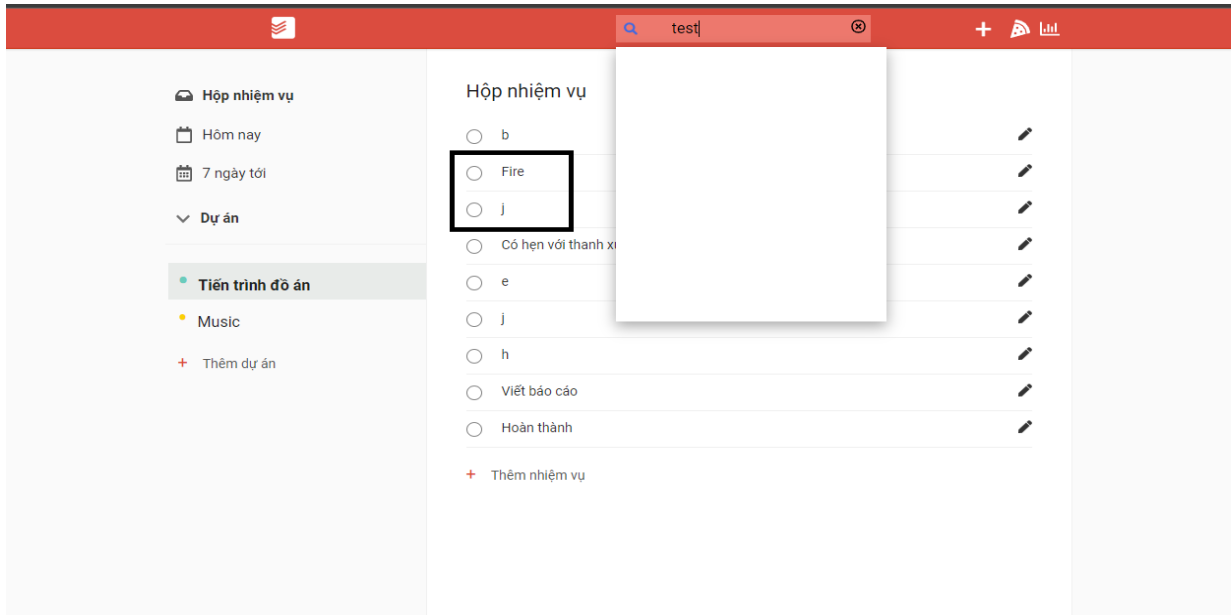 test
Hộp nhiệm vụ
Hôm nay
7 ngày tới
Dự án
Tiến trình đồ án
Music
+ Thêm dự án
Hộp nhiệm vụ
b
Fire
j
Có hẹn với thanh
e
j
h
Viết báo cáo
Hoàn thành
+ Thêm nhiệm vụ